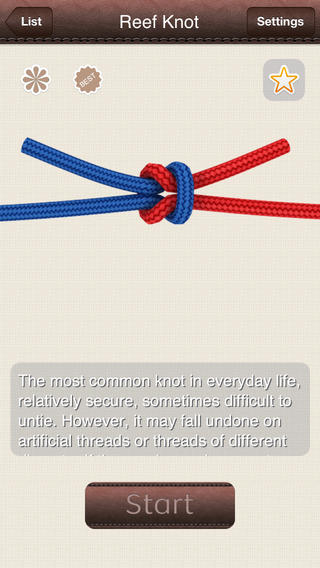 List
Reef Knot
Settings
BEST
The most common knot in everyday life,
relatively secure, sometimes difficult to
untie. However, it may fall undone on
artificial threads or threads of different
Start